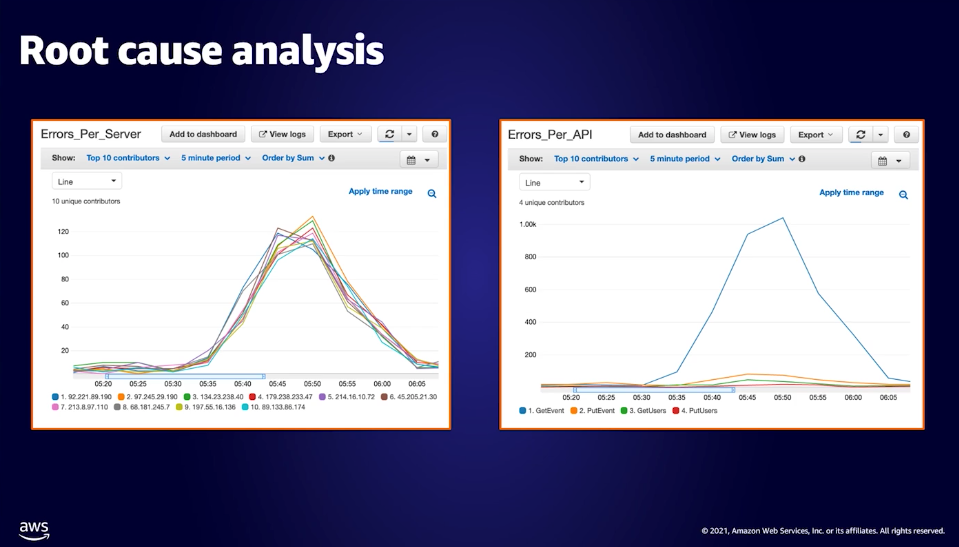 Root cause analysis
Errors_Per_Server
Add to dashboard
View logs
Export
Show: Top 10 contributors 5 minute period Order by Sum
Line
Apply time range
10 unique contributors
120
100
80
60
40
20
05:20 05:25 05:30 05:35 05:40 05:45 05:50 05:55 06:00 06:05
1. 92.221.89.190 2. 97.245.29.190 3. 134.23.238.40 4. 179.238.233.47 5. 214.16.10.72 6. 45.205.21.30
7. 213.8.97.110 8. 68.181.245.7 9. 197.55.16.136 10. 89.133.86.174
Errors_Per_API
Add to dashboard
View logs
Export
Show: Top 10 contributors 5 minute period Order by Sum
Line
Apply time range
4 unique contributors
1.00k
800
600
400
200
05:20 05:25 05:30 05:35 05:40 05:45 05:50 05:55 06:00 06:05
1. GetEvent 2. PutEvent 3. GetUsers 4. PutUsers
aws
© 2021, Amazon Web Services, Inc. or its affiliates. All rights reserved.